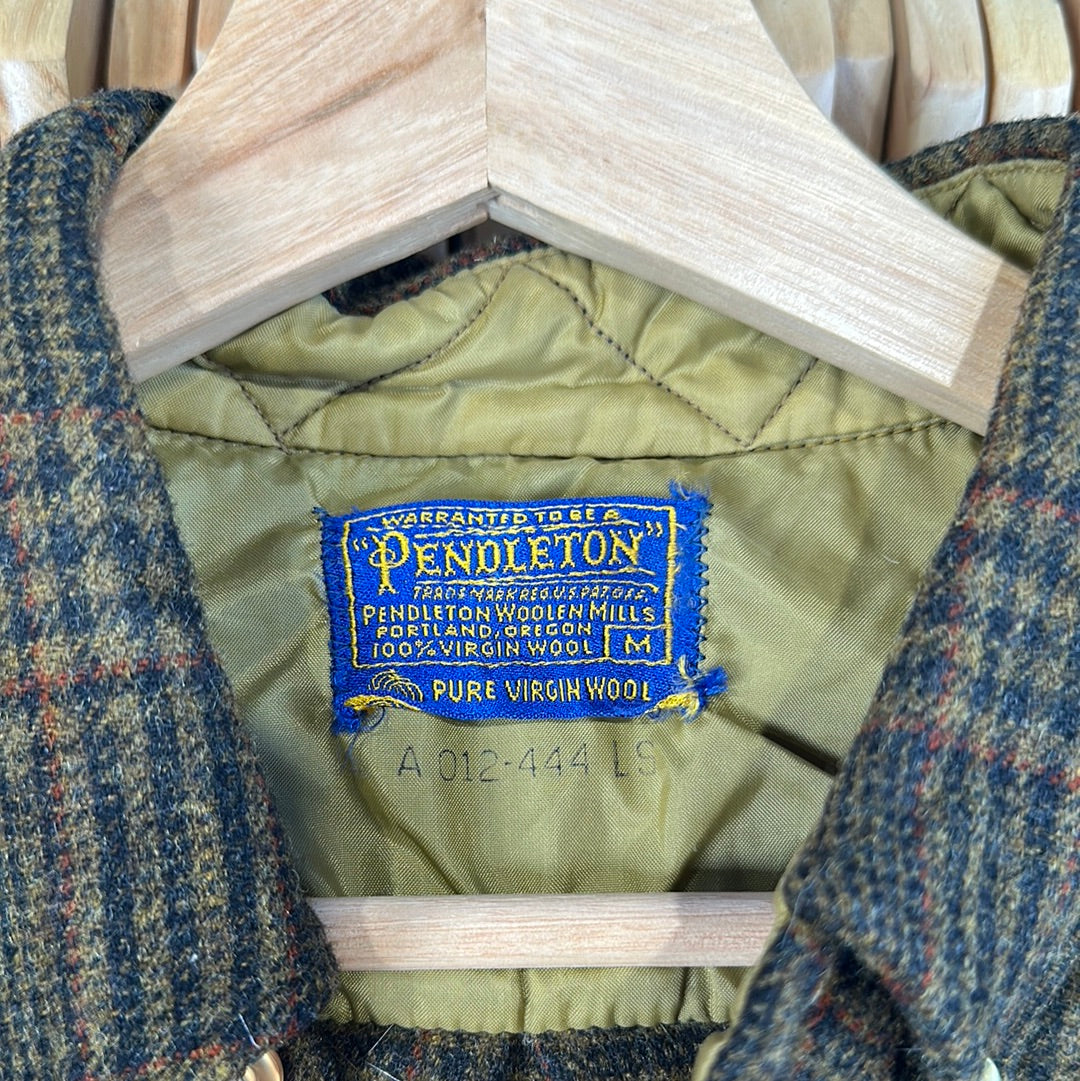 WARRANTED TO BE A
"PENDLETON"
TRADE MARK REG. U.S. PAT. OFF.
PENDLETON WOOLEN MILLS
PORTLAND, OREGON
100% VIRGIN WOOL M
PURE VIRGIN WOOL
A 012-444 LS